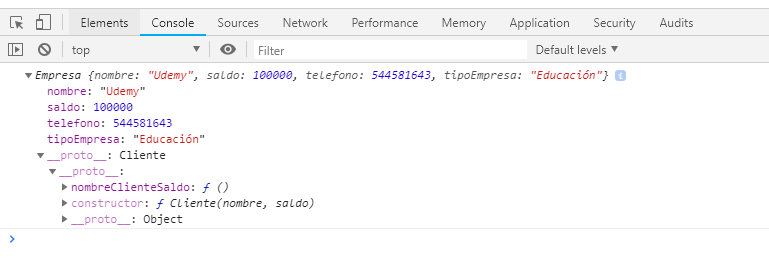 Elements Console Sources Network Performance Memory Application Security Audits
top Filter Default levels
Empresa {nombre: "Udemy", saldo: 100000, telefono: 544581643, tipoEmpresa: "Educación"} i
nombre: "Udemy"
saldo: 100000
telefono: 544581643
tipoEmpresa: "Educación"
__proto__: Cliente
__proto__:
nombreClienteSaldo: ƒ ()
constructor: ƒ Cliente(nombre, saldo)
__proto__: Object